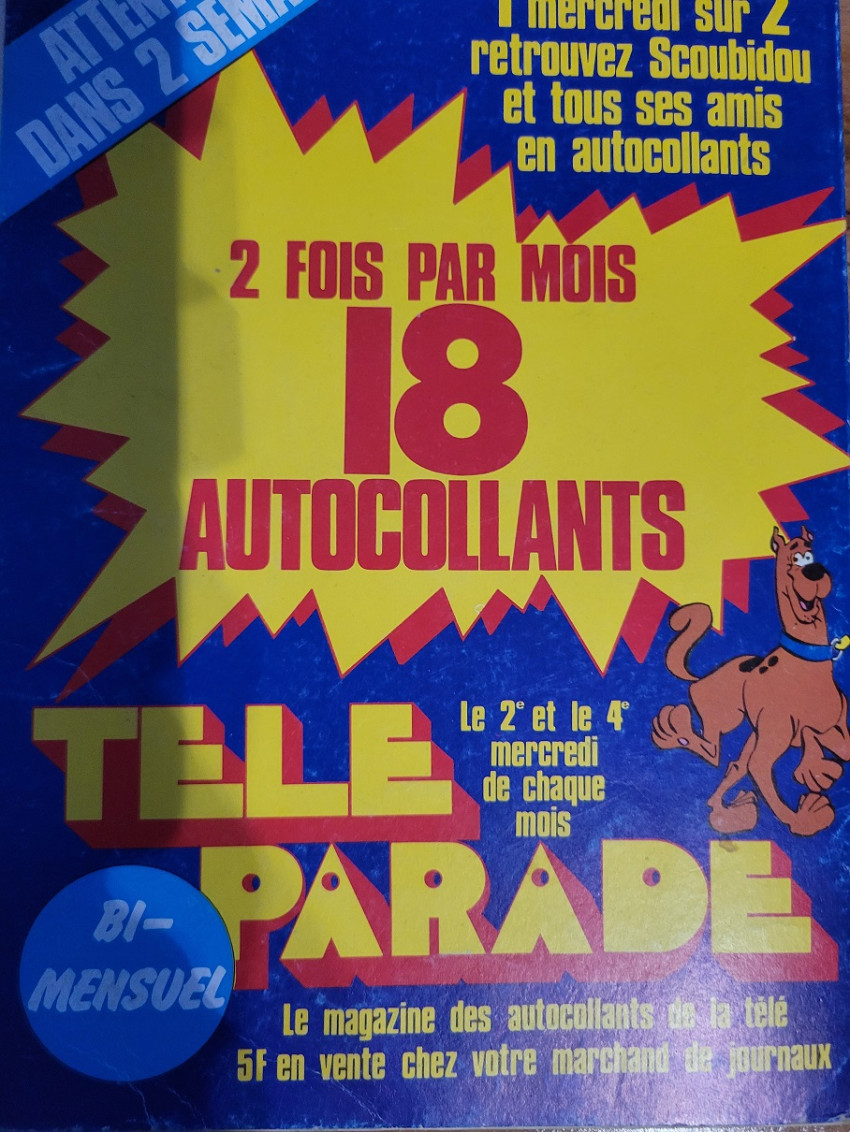 DANS 2
1 mercredi sur 2
retrouvez Scoubidou
et tous ses amis
en autocollants
2 FOIS PAR MOIS
18
AUTOCOLLANTS
TELE
Le 2e et le 4e
mercredi
de chaque
mois
PARADE
BI-
MENSUEL
Le magazine des autocollants de la télé
5F en vente chez votre marchand de journaux